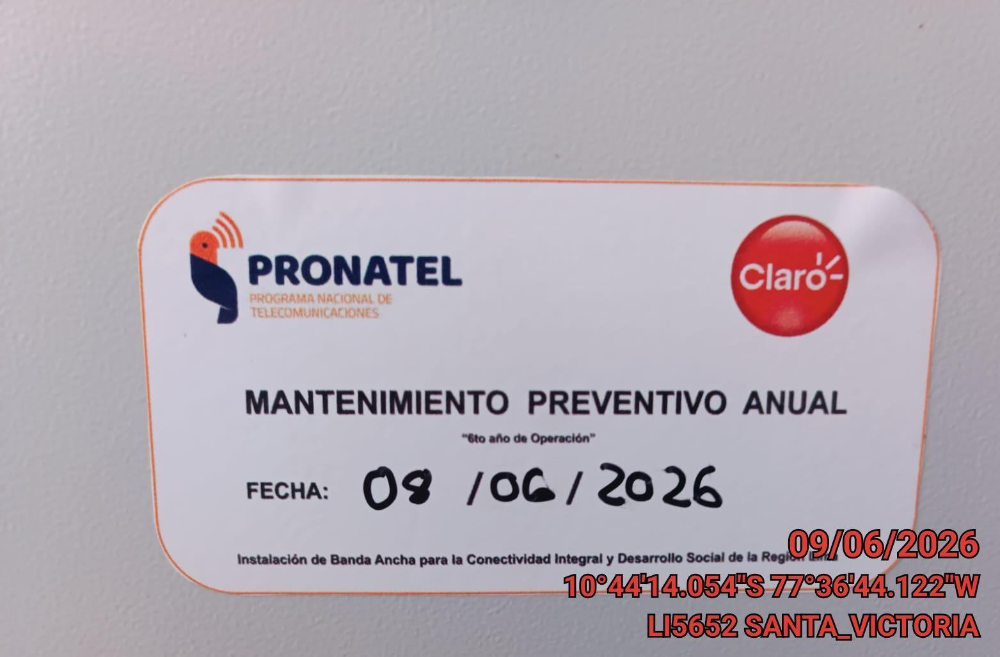 PRONATEL
PROGRAMA NACIONAL DE
TELECOMUNICACIONES
Claro
MANTENIMIENTO PREVENTIVO ANUAL
"6to año de Operación"
FECHA: 08 / 06 / 2026
Instalación de Banda Ancha para la Conectividad Integral y Desarrollo Social de la Región Lima
09/06/2026
10°44'14.054"S 77°36'44.122"W
LI5652 SANTA_VICTORIA